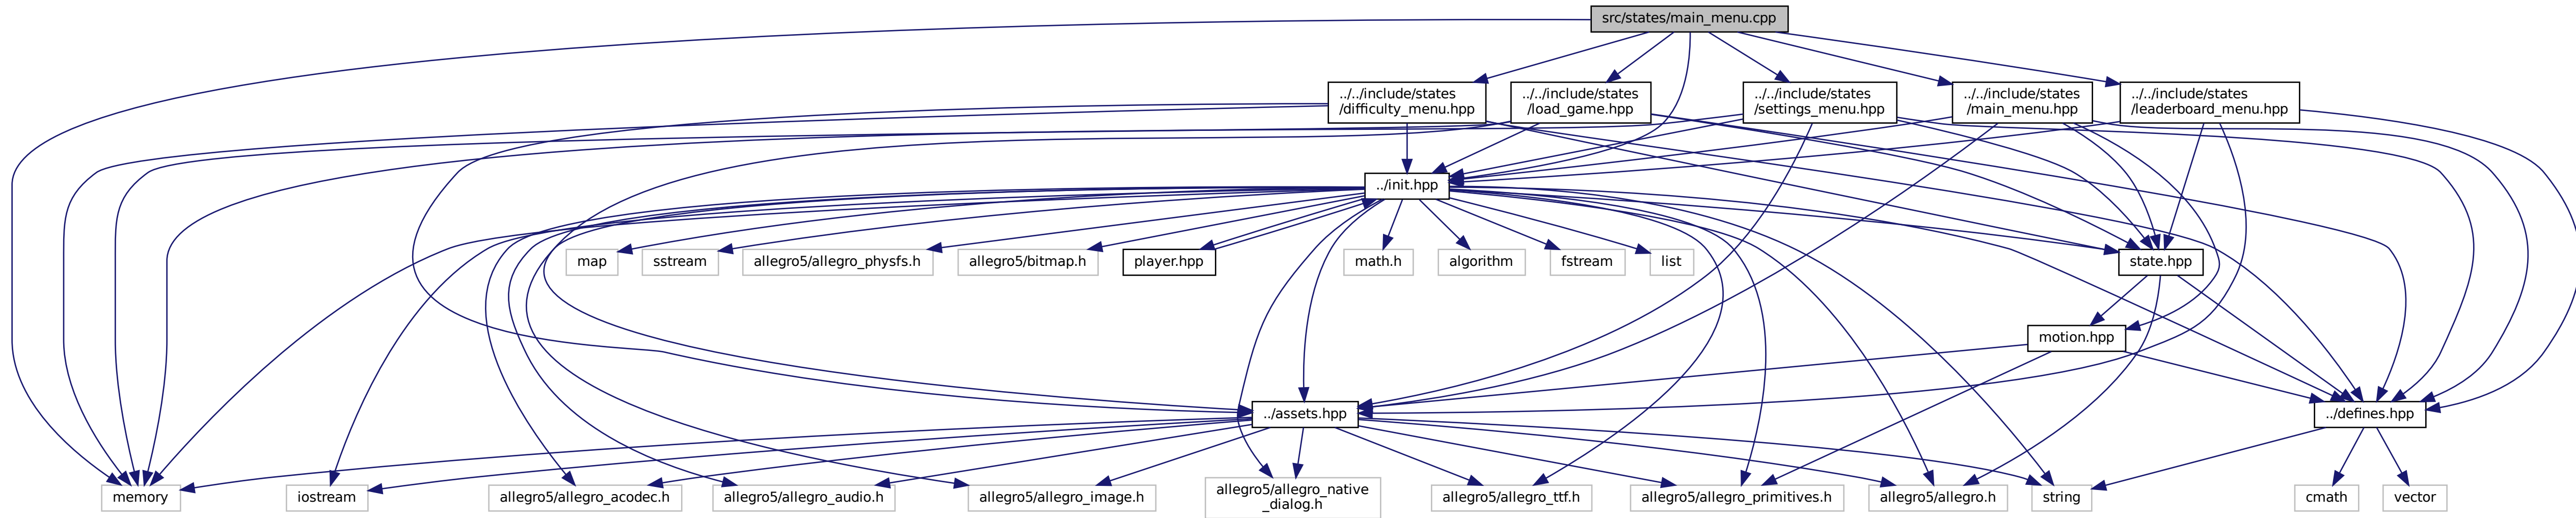 src/states/main_menu.cpp
../../include/states
/difficulty_menu.hpp
../../include/states
/load_game.hpp
../../include/states
/settings_menu.hpp
../../include/states
/main_menu.hpp
../../include/states
/leaderboard_menu.hpp
../init.hpp
map
sstream
allegro5/allegro_physfs.h
allegro5/bitmap.h
player.hpp
math.h
algorithm
fstream
list
state.hpp
motion.hpp
../assets.hpp
../defines.hpp
memory
iostream
allegro5/allegro_acodec.h
allegro5/allegro_audio.h
allegro5/allegro_image.h
allegro5/allegro_native
_dialog.h
allegro5/allegro_ttf.h
allegro5/allegro_primitives.h
allegro5/allegro.h
string
cmath
vector